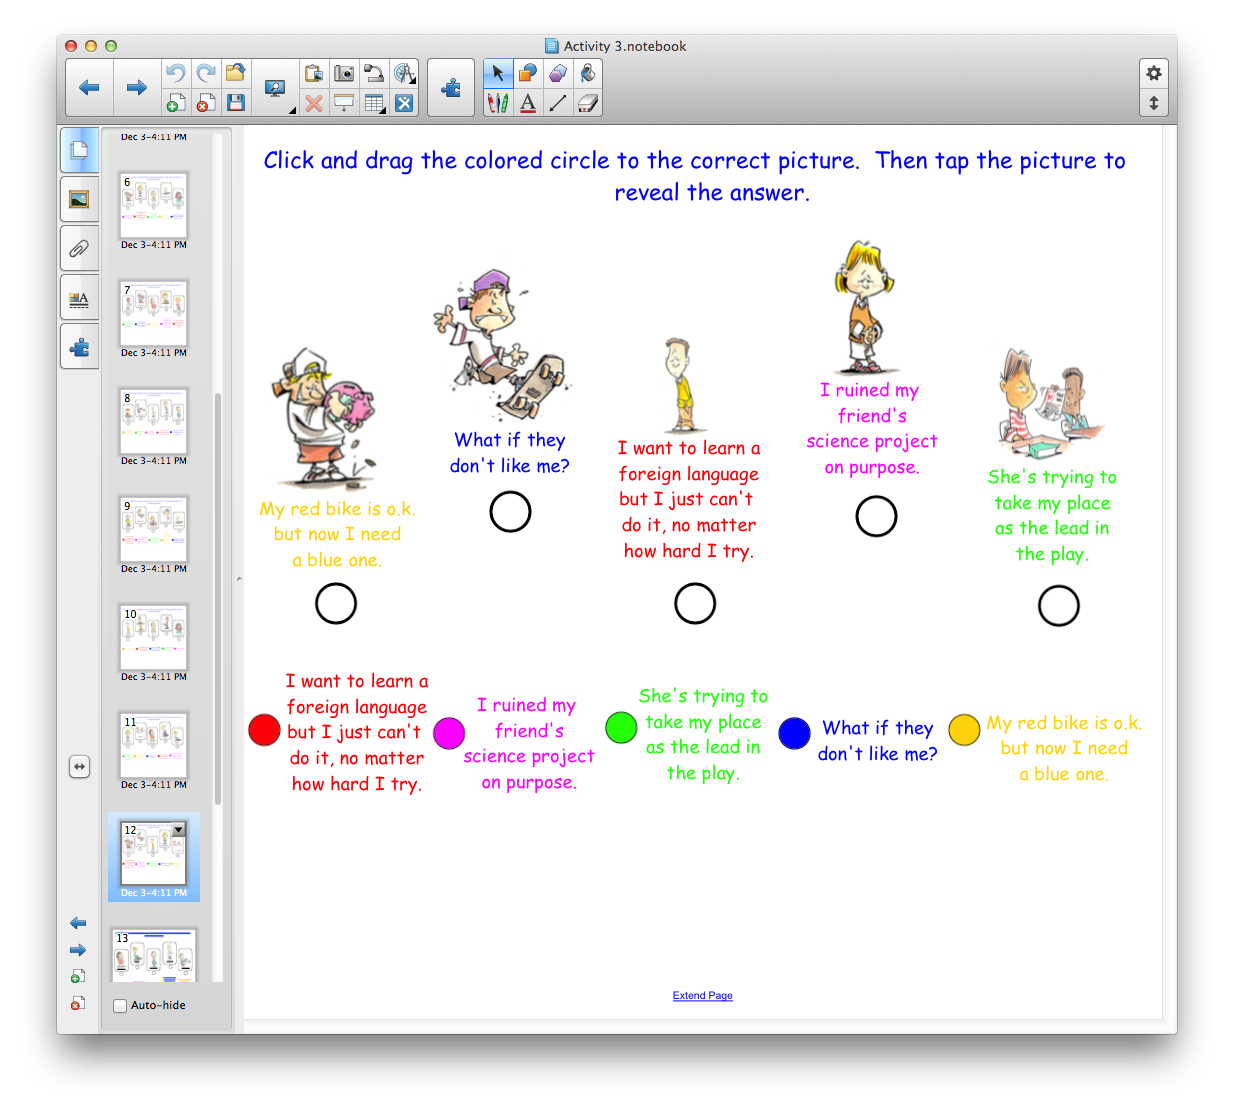 Activity 3.notebook
Dec 3-4:11 PM
6
Dec 3-4:11 PM
7
Dec 3-4:11 PM
8
Dec 3-4:11 PM
9
Dec 3-4:11 PM
10
Dec 3-4:11 PM
11
Dec 3-4:11 PM
12
Dec 3-4:11 PM
13
Auto-hide
Click and drag the colored circle to the correct picture. Then tap the picture to
reveal the answer.
My red bike is o.k.
but now I need
a blue one.
What if they
don't like me?
I want to learn a
foreign language
but I just can't
do it, no matter
how hard I try.
I ruined my
friend's
science project
on purpose.
She's trying to
take my place
as the lead in
the play.
I want to learn a
foreign language
but I just can't
do it, no matter
how hard I try.
I ruined my
friend's
science project
on purpose.
She's trying to
take my place
as the lead in
the play.
What if they
don't like me?
My red bike is o.k.
but now I need
a blue one.
Extend Page